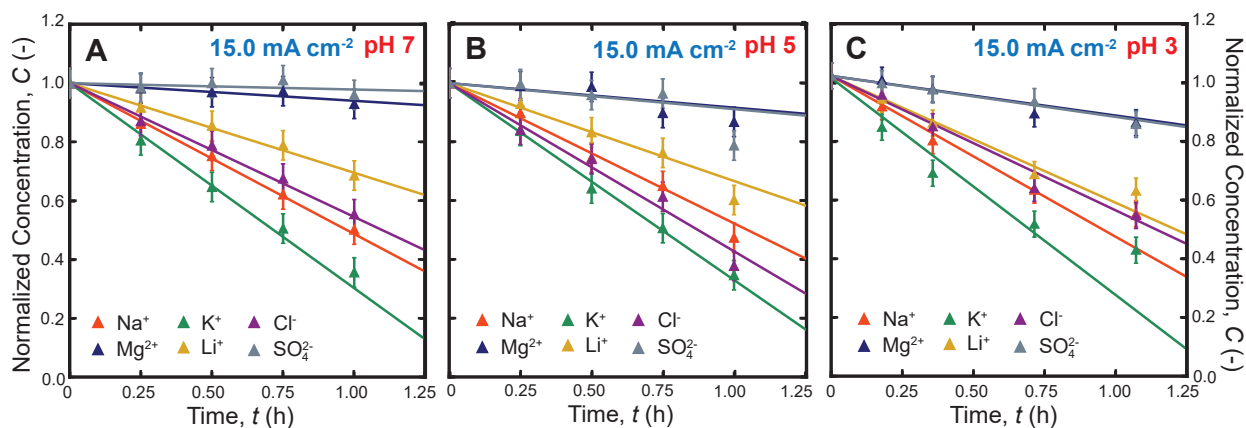 Normalized Concentration, C (-)
1.2
1.0
0.8
0.6
0.4
0.2
0.0
A
15.0 mA cm-2 pH 7
Na+ K+ Cl-
Mg2+ Li+ SO42-
0 0.25 0.50 0.75 1.00 1.25
Time, t (h)
B
15.0 mA cm-2 pH 5
Na+ K+ Cl-
Mg2+ Li+ SO42-
0 0.25 0.50 0.75 1.00 1.25
Time, t (h)
C
15.0 mA cm-2 pH 3
Na+ K+ Cl-
Mg2+ Li+ SO42-
0 0.25 0.50 0.75 1.00 1.25
Time, t (h)
1.2
1.0
0.8
0.6
0.4
0.2
0.0
Normalized Concentration, C (-)